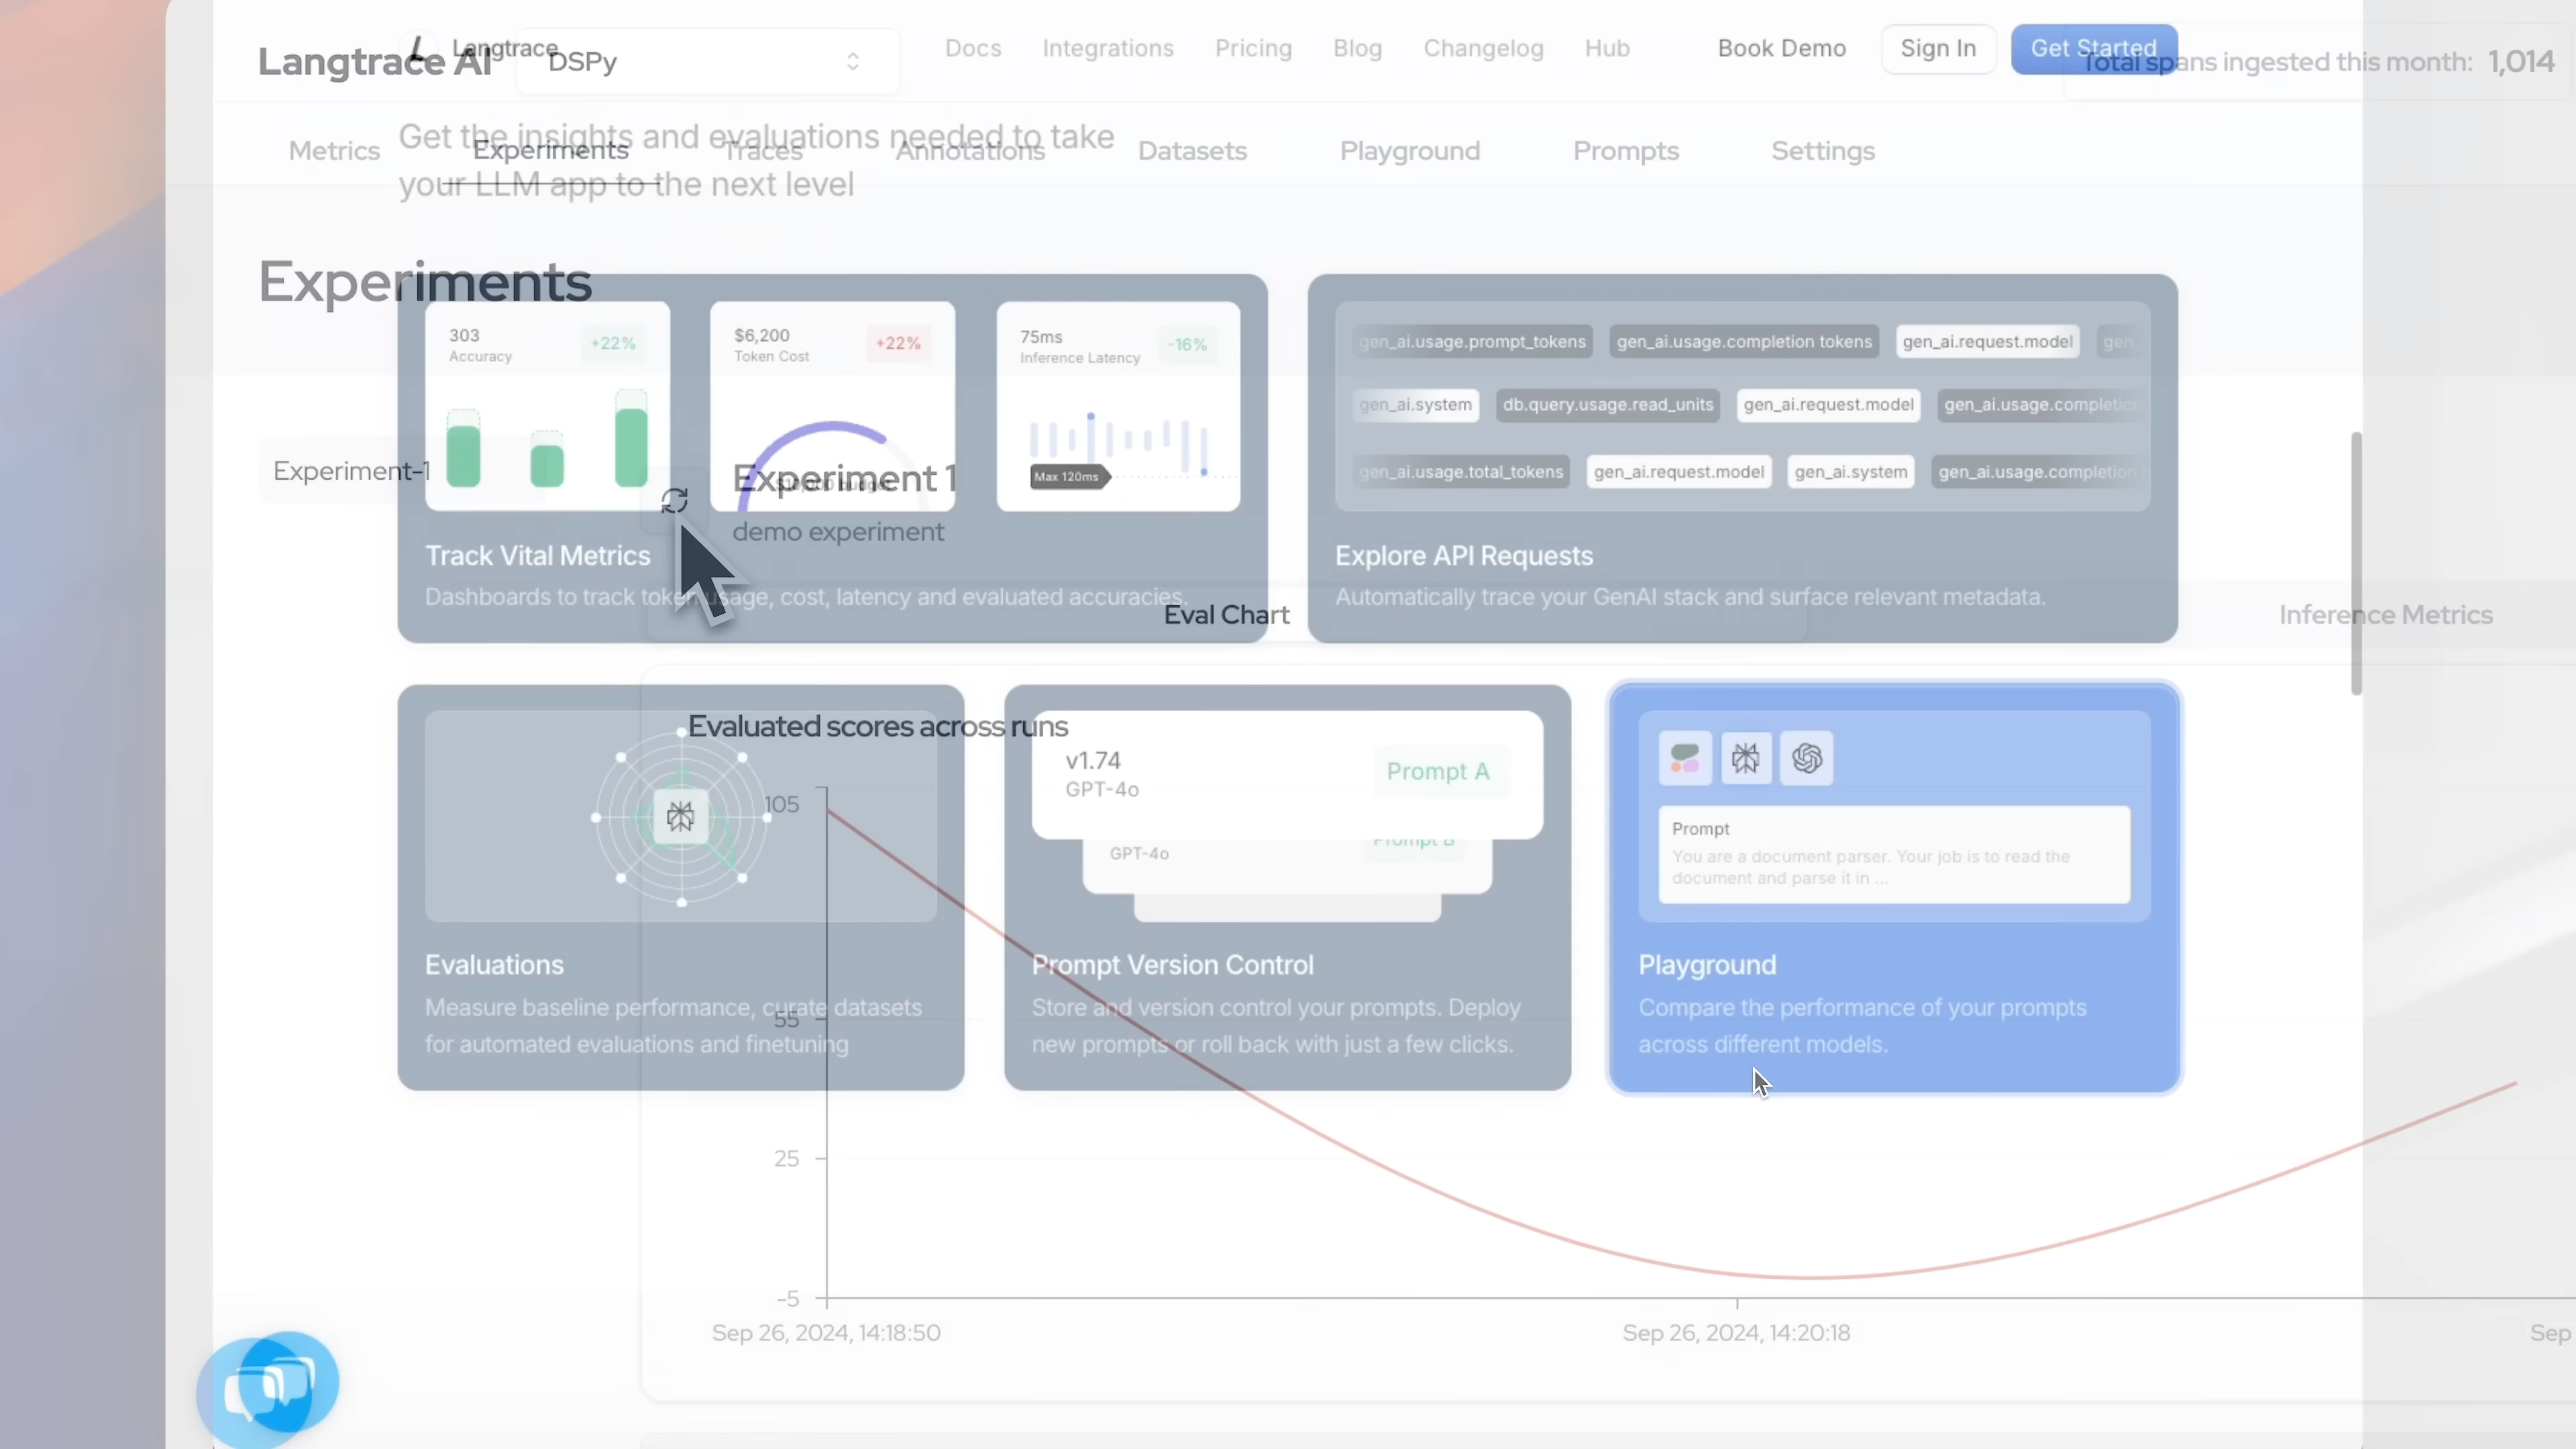 Langtrace AI
Langtrace
DSPy
Docs
Integrations
Pricing
Blog
Changelog
Hub
Book Demo
Sign In
Get Started
Total spans ingested this month: 1,014
Get the insights and evaluations needed to take
your LLM app to the next level
Metrics
Experiments
Traces
Annotations
Datasets
Playground
Prompts
Settings
Experiments
303
Accuracy
+22%
$6,200
Token Cost
+22%
75ms
Inference Latency
-16%
Max 120ms
gen_ai.usage.prompt_tokens
gen_ai.usage.completion tokens
gen_ai.request.model
gen
gen_ai.system
db.query.usage.read_units
gen_ai.request.model
gen_ai.usage.completion
gen_ai.usage.total_tokens
gen_ai.request.model
gen_ai.system
gen_ai.usage.completion
Experiment-1
Experiment 1
demo experiment
Track Vital Metrics
Dashboards to track token usage, cost, latency and evaluated accuracies.
Explore API Requests
Automatically trace your GenAI stack and surface relevant metadata.
Eval Chart
Inference Metrics
Evaluated scores across runs
v1.74
GPT-4o
Prompt A
GPT-4o
Prompt B
Prompt
You are a document parser. Your job is to read the
document and parse it in ...
Evaluations
Measure baseline performance, curate datasets
for automated evaluations and finetuning
Prompt Version Control
Store and version control your prompts. Deploy
new prompts or roll back with just a few clicks.
Playground
Compare the performance of your prompts
across different models.
105
55
25
-5
Sep 26, 2024, 14:18:50
Sep 26, 2024, 14:20:18
Sep